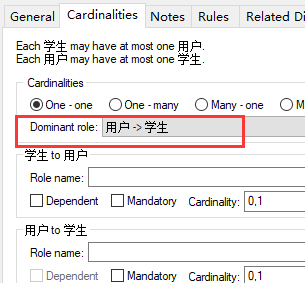 General Cardinalities Notes Rules Related Di
Each 学生 may have at most one 用户.
Each 用户 may have at most one 学生.
Cardinalities
One - one One - many Many - one M
Dominant role: 用户 -> 学生
学生 to 用户
Role name:
Dependent Mandatory Cardinality: 0,1
用户 to 学生
Role name:
Dependent Mandatory Cardinality: 0,1